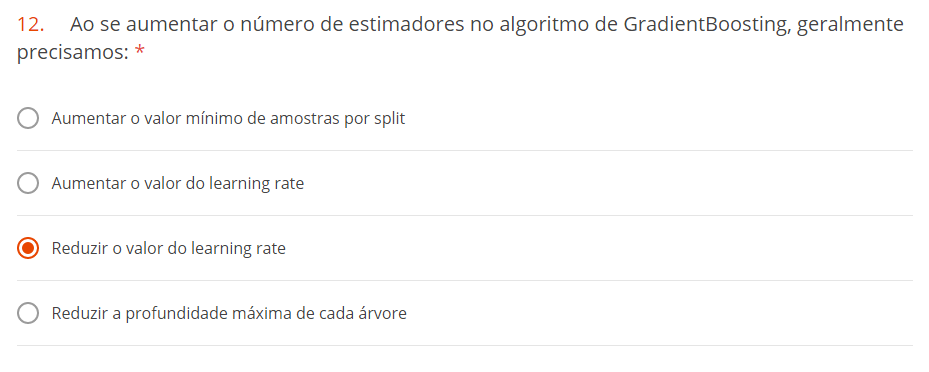 12. Ao se aumentar o número de estimadores no algoritmo de GradientBoosting, geralmente
precisamos: *
Aumentar o valor mínimo de amostras por split
Aumentar o valor do learning rate
Reduzir o valor do learning rate
Reduzir a profundidade máxima de cada árvore